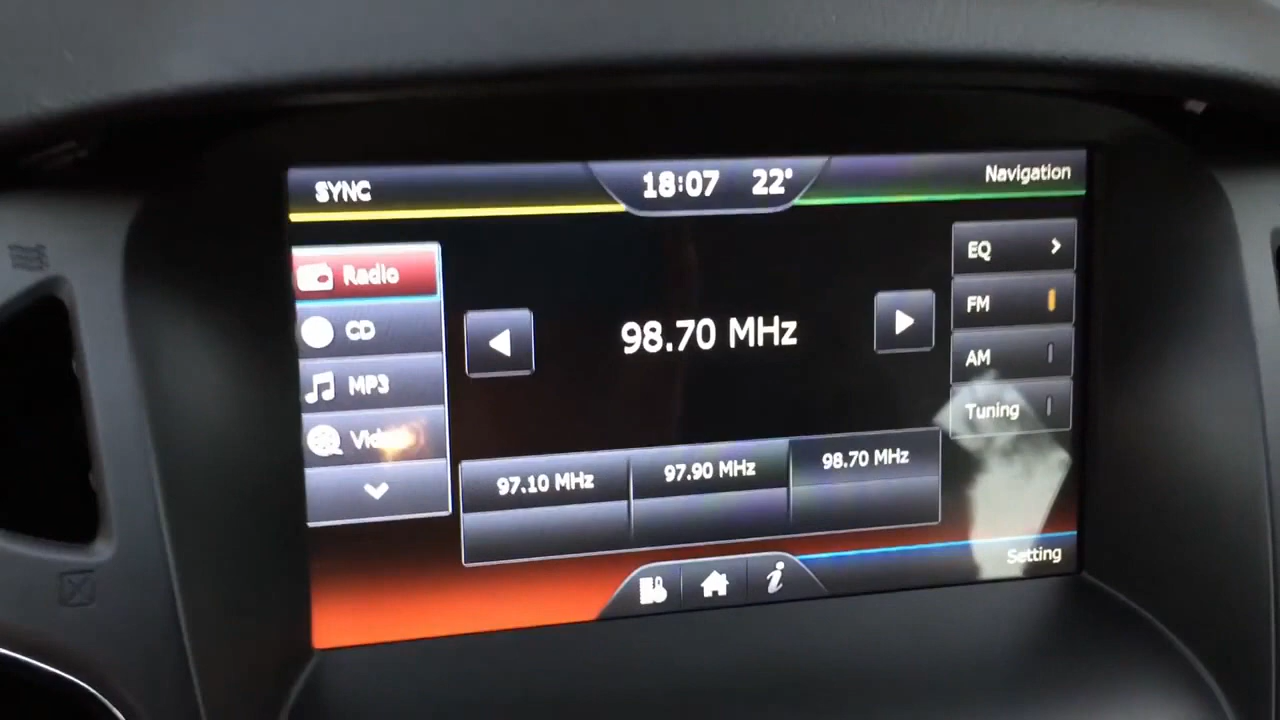 SYNC
18:07 22°
Navigation
Radio
CD
MP3
Video
98.70 MHz
EQ
FM
AM
Tuning
97.10 MHz
97.90 MHz
98.70 MHz
Setting